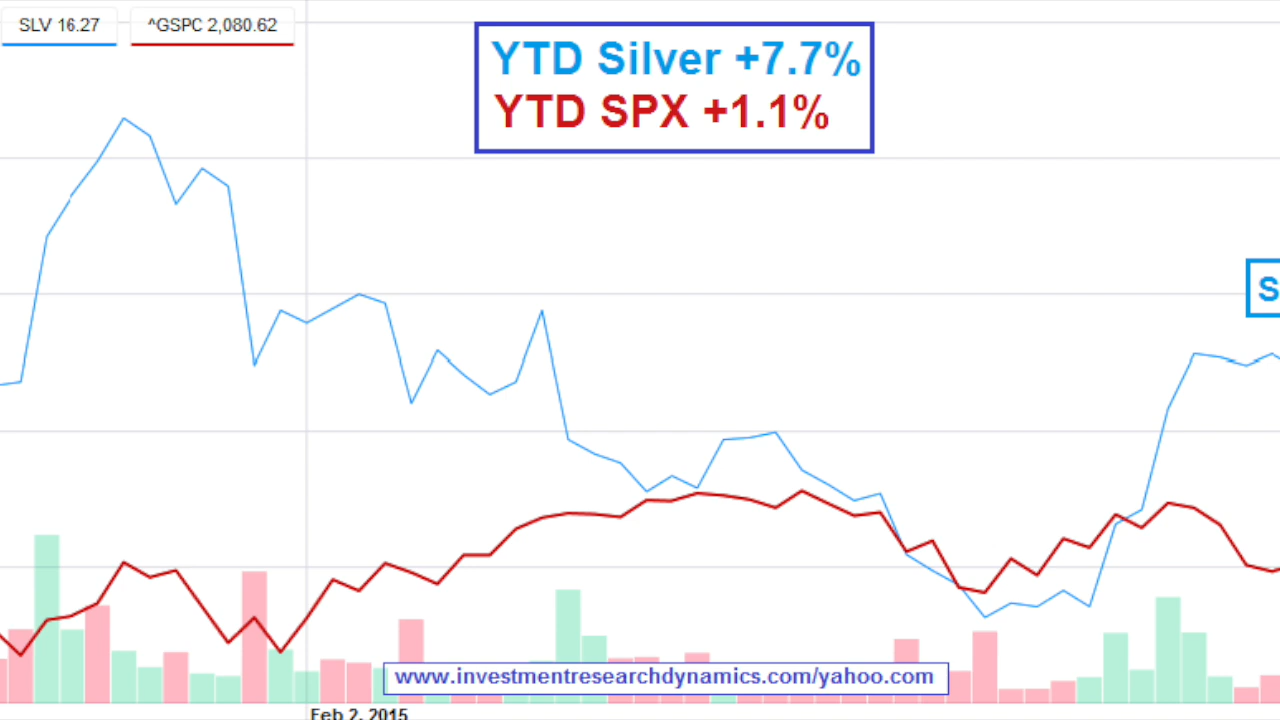 SLV 16.27
^GSPC 2,080.62
YTD Silver +7.7%
YTD SPX +1.1%
S
www.investmentresearchdynamics.com/yahoo.com
Feb 2, 2015